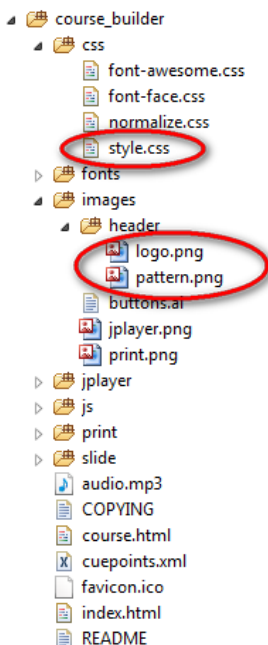 course_builder
css
font-awesome.css
font-face.css
normalize.css
style.css
fonts
images
header
logo.png
pattern.png
buttons.ai
jplayer.png
print.png
jplayer
js
print
slide
audio.mp3
COPYING
course.html
cuepoints.xml
favicon.ico
index.html
README